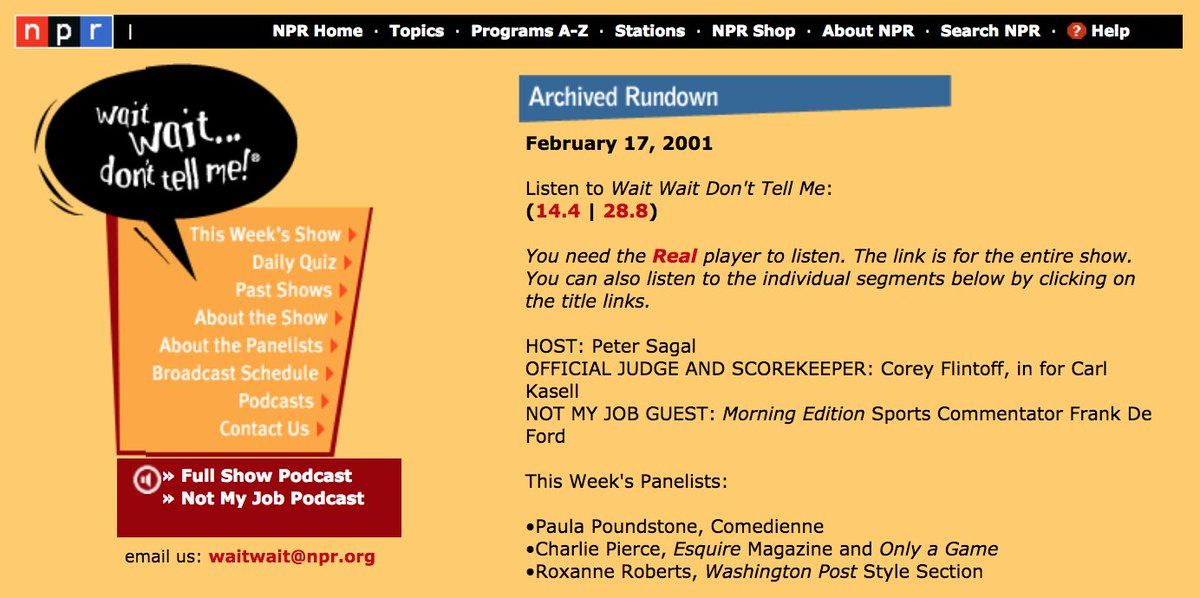 npr
NPR Home · Topics · Programs A-Z · Stations · NPR Shop · About NPR · Search NPR · ? Help
wait
wait...
don't tell me!®
This Week's Show
Daily Quiz
Past Shows
About the Show
About the Panelists
Broadcast Schedule
Podcasts
Contact Us
» Full Show Podcast
» Not My Job Podcast
email us: waitwait@npr.org
Archived Rundown
February 17, 2001
Listen to Wait Wait Don't Tell Me:
(14.4 | 28.8)
You need the Real player to listen. The link is for the entire show.
You can also listen to the individual segments below by clicking on
the title links.
HOST: Peter Sagal
OFFICIAL JUDGE AND SCOREKEEPER: Corey Flintoff, in for Carl
Kasell
NOT MY JOB GUEST: Morning Edition Sports Commentator Frank De
Ford
This Week's Panelists:
•Paula Poundstone, Comedienne
•Charlie Pierce, Esquire Magazine and Only a Game
•Roxanne Roberts, Washington Post Style Section